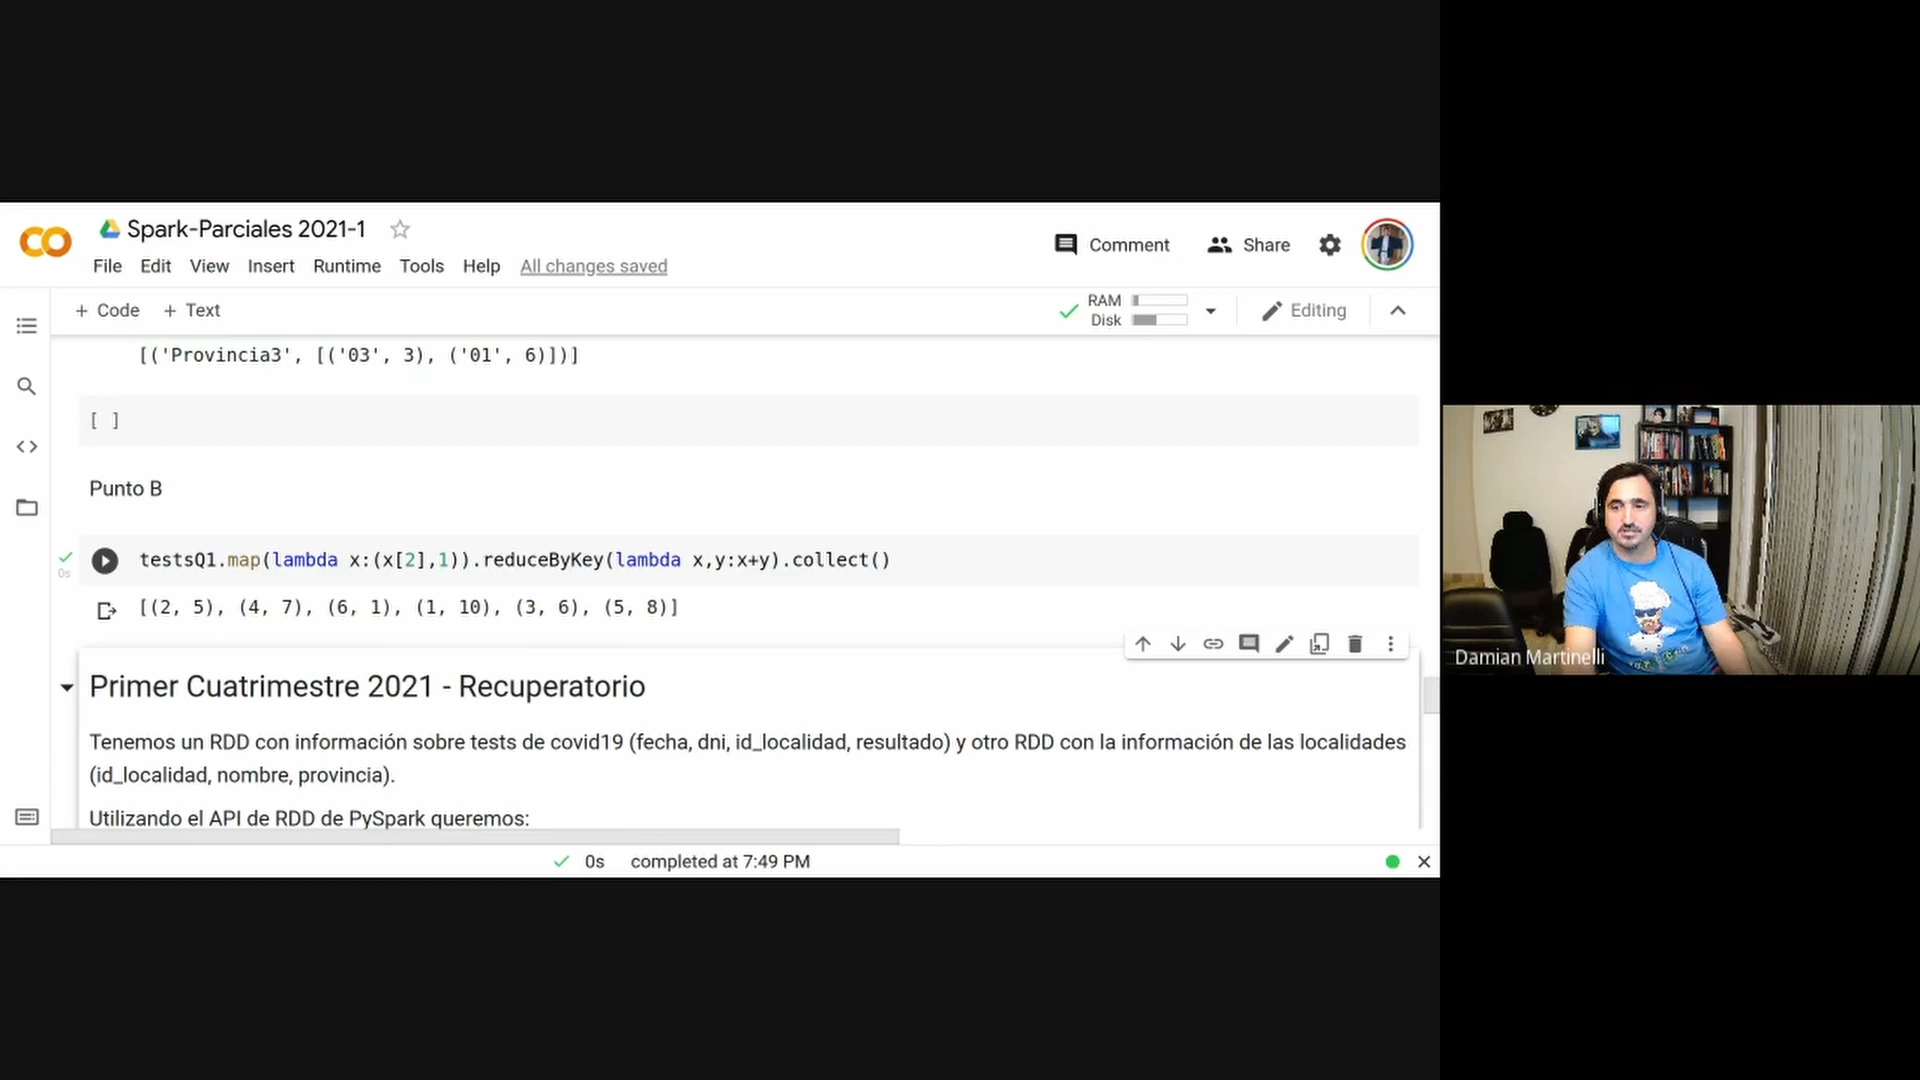 Spark-Parciales 2021-1
Comment
Share
File Edit View Insert Runtime Tools Help All changes saved
+ Code + Text
RAM
Disk
Editing
[('Provincia3', [('03', 3), ('01', 6)])]
[ ]
Punto B
testsQ1.map(lambda x:(x[2],1)).reduceByKey(lambda x,y:x+y).collect()
0s
[(2, 5), (4, 7), (6, 1), (1, 10), (3, 6), (5, 8)]
Primer Cuatrimestre 2021 - Recuperatorio
Tenemos un RDD con información sobre tests de covid19 (fecha, dni, id_localidad, resultado) y otro RDD con la información de las localidades
(id_localidad, nombre, provincia).
Utilizando el API de RDD de PySpark queremos:
0s completed at 7:49 PM
Damian Martinelli